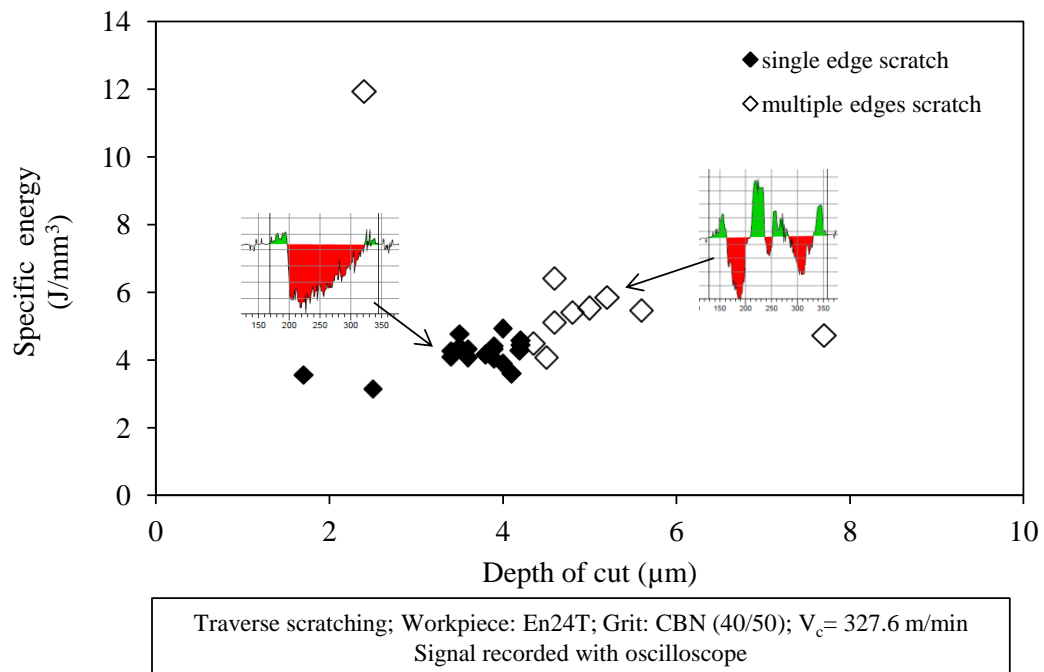 14
12
10
8
6
4
2
0
Specific energy
(J/mm³)
single edge scratch
multiple edges scratch
150 200 250 300 350
150 200 250 300 350
0 2 4 6 8 10
Depth of cut (µm)
Traverse scratching; Workpiece: En24T; Grit: CBN (40/50); Vc= 327.6 m/min
Signal recorded with oscilloscope